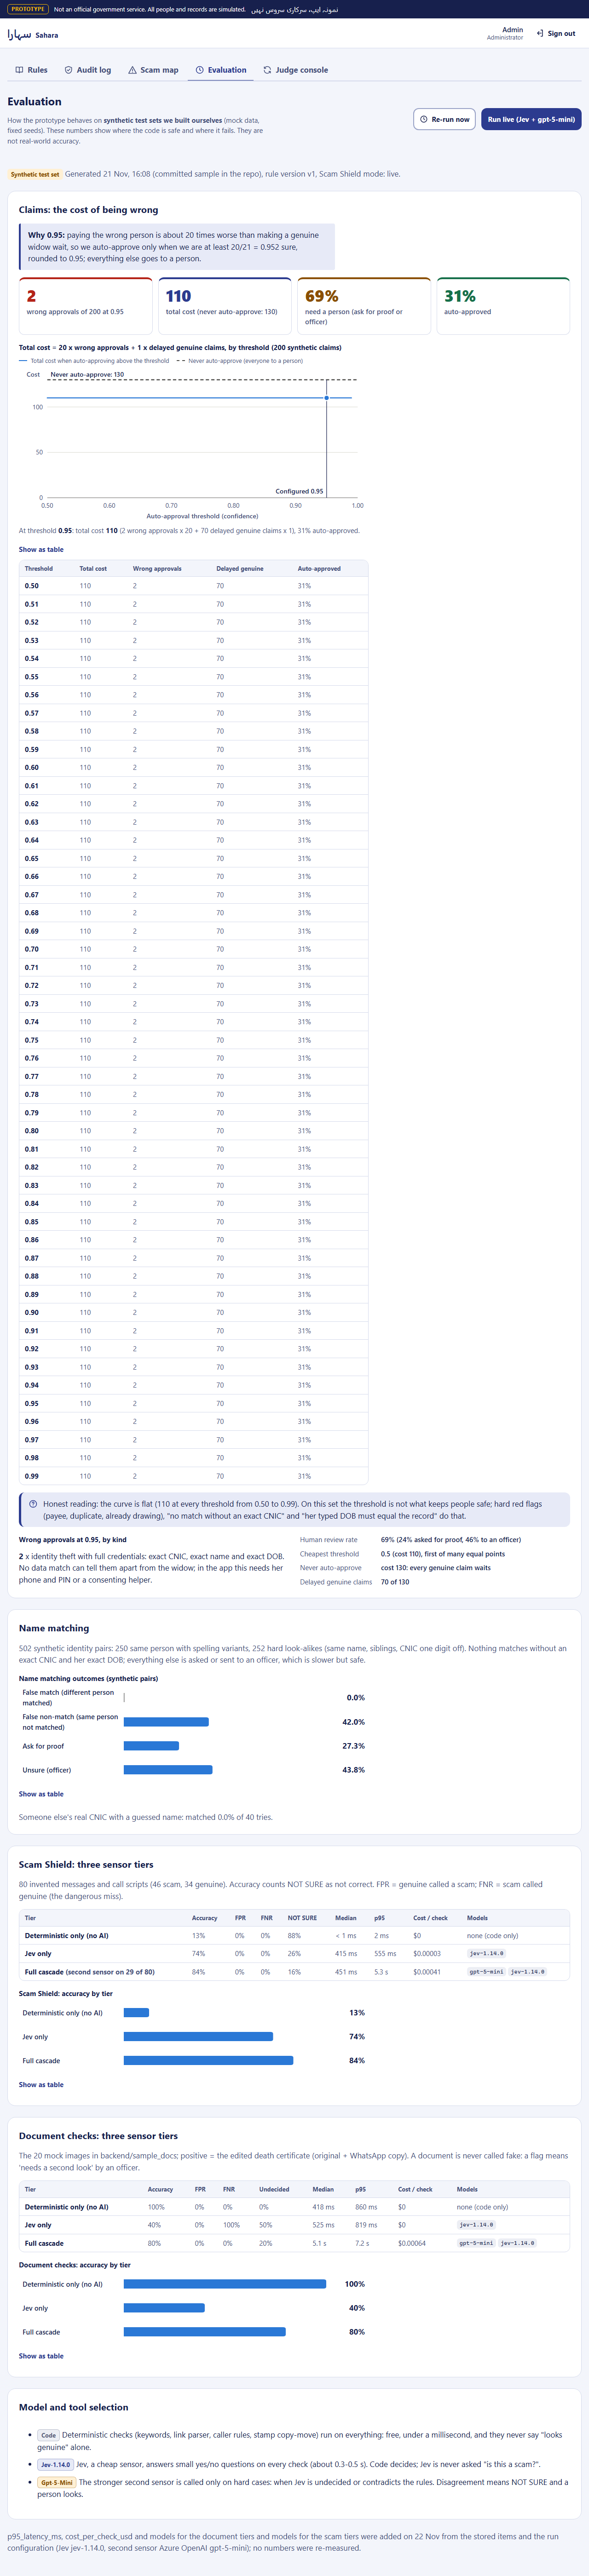 PROTOTYPE Not an official government service. All people and records are simulated. نمونہ ایپ، سرکاری سروس نہیں
سہارا Sahara
Admin
Administrator
Sign out
Rules Audit log Scam map Evaluation Judge console
Evaluation
How the prototype behaves on synthetic test sets we built ourselves (mock data,
fixed seeds). These numbers show where the code is safe and where it fails. They are
not real-world accuracy.
Re-run now Run live (Jev + gpt-5-mini)
Synthetic test set Generated 21 Nov, 16:08 (committed sample in the repo), rule version v1, Scam Shield mode: live.
Claims: the cost of being wrong
Why 0.95: paying the wrong person is about 20 times worse than making a genuine
widow wait, so we auto-approve only when we are at least 20/21 = 0.952 sure,
rounded to 0.95; everything else goes to a person.
2
wrong approvals of 200 at 0.95
110
total cost (never auto-approve: 130)
69%
need a person (ask for proof or
officer)
31%
auto-approved
Total cost = 20 x wrong approvals + 1 x delayed genuine claims, by threshold (200 synthetic claims)
Total cost when auto-approving above the threshold Never auto-approve (everyone to a person)
Cost Never auto-approve: 130
100
50
Configured 0.95
0
0.50 0.60 0.70 0.80 0.90 1.00
Auto-approval threshold (confidence)
At threshold 0.95: total cost 110 (2 wrong approvals x 20 + 70 delayed genuine claims x 1), 31% auto-approved.
Show as table
Threshold Total cost Wrong approvals Delayed genuine Auto-approved
0.50 110 2 70 31%
0.51 110 2 70 31%
0.52 110 2 70 31%
0.53 110 2 70 31%
0.54 110 2 70 31%
0.55 110 2 70 31%
0.56 110 2 70 31%
0.57 110 2 70 31%
0.58 110 2 70 31%
0.59 110 2 70 31%
0.60 110 2 70 31%
0.61 110 2 70 31%
0.62 110 2 70 31%
0.63 110 2 70 31%
0.64 110 2 70 31%
0.65 110 2 70 31%
0.66 110 2 70 31%
0.67 110 2 70 31%
0.68 110 2 70 31%
0.69 110 2 70 31%
0.70 110 2 70 31%
0.71 110 2 70 31%
0.72 110 2 70 31%
0.73 110 2 70 31%
0.74 110 2 70 31%
0.75 110 2 70 31%
0.76 110 2 70 31%
0.77 110 2 70 31%
0.78 110 2 70 31%
0.79 110 2 70 31%
0.80 110 2 70 31%
0.81 110 2 70 31%
0.82 110 2 70 31%
0.83 110 2 70 31%
0.84 110 2 70 31%
0.85 110 2 70 31%
0.86 110 2 70 31%
0.87 110 2 70 31%
0.88 110 2 70 31%
0.89 110 2 70 31%
0.90 110 2 70 31%
0.91 110 2 70 31%
0.92 110 2 70 31%
0.93 110 2 70 31%
0.94 110 2 70 31%
0.95 110 2 70 31%
0.96 110 2 70 31%
0.97 110 2 70 31%
0.98 110 2 70 31%
0.99 110 2 70 31%
Honest reading: the curve is flat (110 at every threshold from 0.50 to 0.99). On this set the threshold is not what keeps people safe; hard red flags
(payee, duplicate, already drawing), "no match without an exact CNIC" and "her typed DOB must equal the record" do that.
Wrong approvals at 0.95, by kind
2 x identity theft with full credentials: exact CNIC, exact name and exact DOB.
No data match can tell them apart from the widow; in the app this needs her
phone and PIN or a consenting helper.
Human review rate 69% (24% asked for proof, 46% to an officer)
Cheapest threshold 0.5 (cost 110), first of many equal points
Never auto-approve cost 130: every genuine claim waits
Delayed genuine claims 70 of 130
Name matching
502 synthetic identity pairs: 250 same person with spelling variants, 252 hard look-alikes (same name, siblings, CNIC one digit off). Nothing matches without an
exact CNIC and her exact DOB; everything else is asked or sent to an officer, which is slower but safe.
Name matching outcomes (synthetic pairs)
False match (different person
matched) 0.0%
False non-match (same person
not matched) 42.0%
Ask for proof 27.3%
Unsure (officer) 43.8%
Show as table
Someone else's real CNIC with a guessed name: matched 0.0% of 40 tries.
Scam Shield: three sensor tiers
80 invented messages and call scripts (46 scam, 34 genuine). Accuracy counts NOT SURE as not correct. FPR = genuine called a scam; FNR = scam called
genuine (the dangerous miss).
Tier Accuracy FPR FNR NOT SURE Median p95 Cost / check Models
Deterministic only (no AI) 13% 0% 0% 88% < 1 ms 2 ms $0 none (code only)
Jev only 74% 0% 0% 26% 415 ms 555 ms $0.00003 jev-1.14.0
Full cascade (second sensor on 29 of 80) 84% 0% 0% 16% 451 ms 5.3 s $0.00041 gpt-5-mini jev-1.14.0
Scam Shield: accuracy by tier
Deterministic only (no AI) 13%
Jev only 74%
Full cascade 84%
Show as table
Document checks: three sensor tiers
The 20 mock images in backend/sample_docs; positive = the edited death certificate (original + WhatsApp copy). A document is never called fake: a flag means
'needs a second look' by an officer.
Tier Accuracy FPR FNR Undecided Median p95 Cost / check Models
Deterministic only (no AI) 100% 0% 0% 0% 418 ms 860 ms $0 none (code only)
Jev only 40% 0% 100% 50% 525 ms 819 ms $0 jev-1.14.0
Full cascade 80% 0% 0% 20% 5.1 s 7.2 s $0.00064 gpt-5-mini jev-1.14.0
Document checks: accuracy by tier
Deterministic only (no AI) 100%
Jev only 40%
Full cascade 80%
Show as table
Model and tool selection
Code Deterministic checks (keywords, link parser, caller rules, stamp copy-move) run on everything: free, under a millisecond, and they never say "looks
genuine" alone.
Jev-1.14.0 Jev, a cheap sensor, answers small yes/no questions on every check (about 0.3-0.5 s). Code decides; Jev is never asked "is this a scam?".
Gpt-5-Mini The stronger second sensor is called only on hard cases: when Jev is undecided or contradicts the rules. Disagreement means NOT SURE and a
person looks.
p95_latency_ms, cost_per_check_usd and models for the document tiers and models for the scam tiers were added on 22 Nov from the stored items and the run
configuration (Jev jev-1.14.0, second sensor Azure OpenAI gpt-5-mini); no numbers were re-measured.